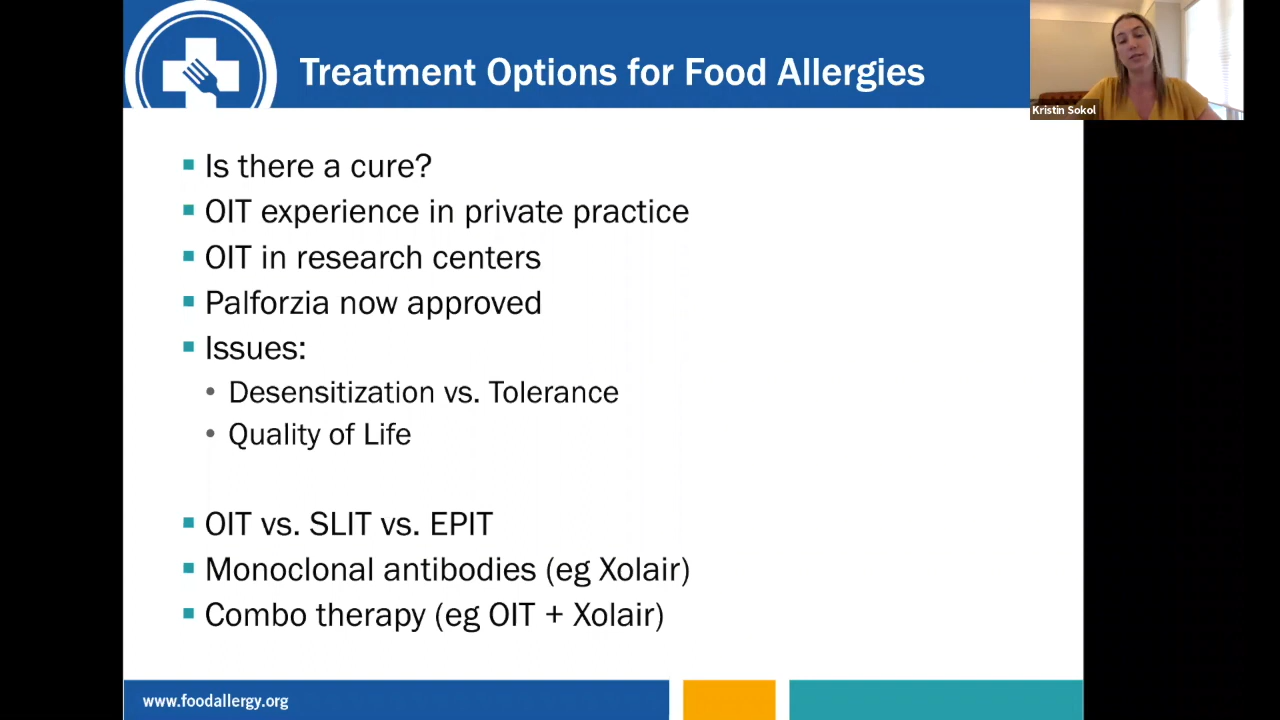 Treatment Options for Food Allergies
Kristin Sokol
Is there a cure?
OIT experience in private practice
OIT in research centers
Palforzia now approved
Issues:
Desensitization vs. Tolerance
Quality of Life
OIT vs. SLIT vs. EPIT
Monoclonal antibodies (eg Xolair)
Combo therapy (eg OIT + Xolair)
www.foodallergy.org